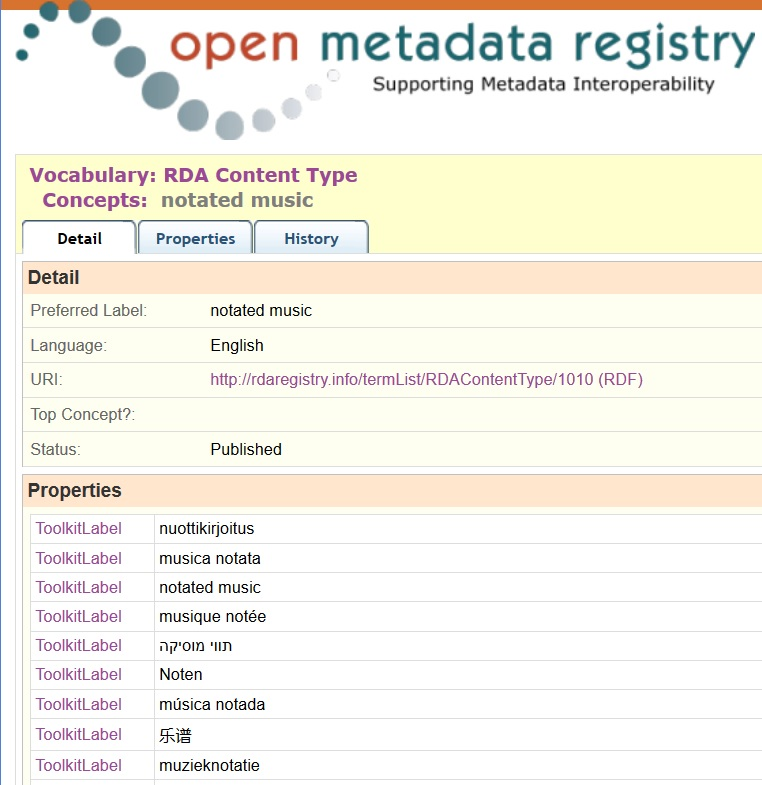 open metadata registry
Supporting Metadata Interoperability
Vocabulary: RDA Content Type
Concepts: notated music
Detail Properties History
Detail
Preferred Label: notated music
Language: English
URI: http://rdaregistry.info/termList/RDAContentType/1010 (RDF)
Top Concept?:
Status: Published
Properties
ToolkitLabel nuottikirjoitus
ToolkitLabel musica notata
ToolkitLabel notated music
ToolkitLabel musique notée
ToolkitLabel תווי מוסיקה
ToolkitLabel Noten
ToolkitLabel música notada
ToolkitLabel 乐谱
ToolkitLabel muzieknotatie